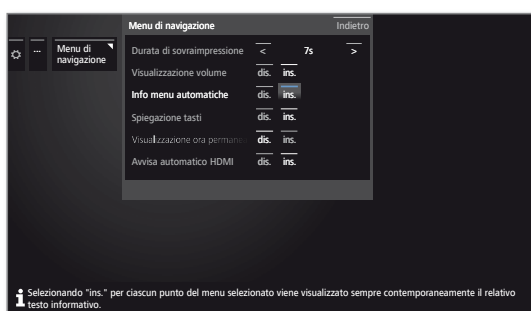 Menu di navigazione Indietro
... Menu di
navigazione
Durata di sovraimpressione < 7s >
Visualizzazione volume dis. ins.
Info menu automatiche dis. ins.
Spiegazione tasti dis. ins.
Visualizzazione ora dis. ins.
Avvisa automatico HDMI dis. ins.
Selezionando "ins." per ciascun punto del menu selezionato viene visualizzato sempre contemporaneamente il relativo
testo informativo.